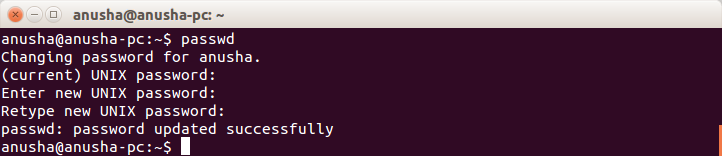 anusha@anusha-pc: ~
anusha@anusha-pc:~$ passwd
Changing password for anusha.
(current) UNIX password:
Enter new UNIX password:
Retype new UNIX password:
passwd: password updated successfully
anusha@anusha-pc:~$